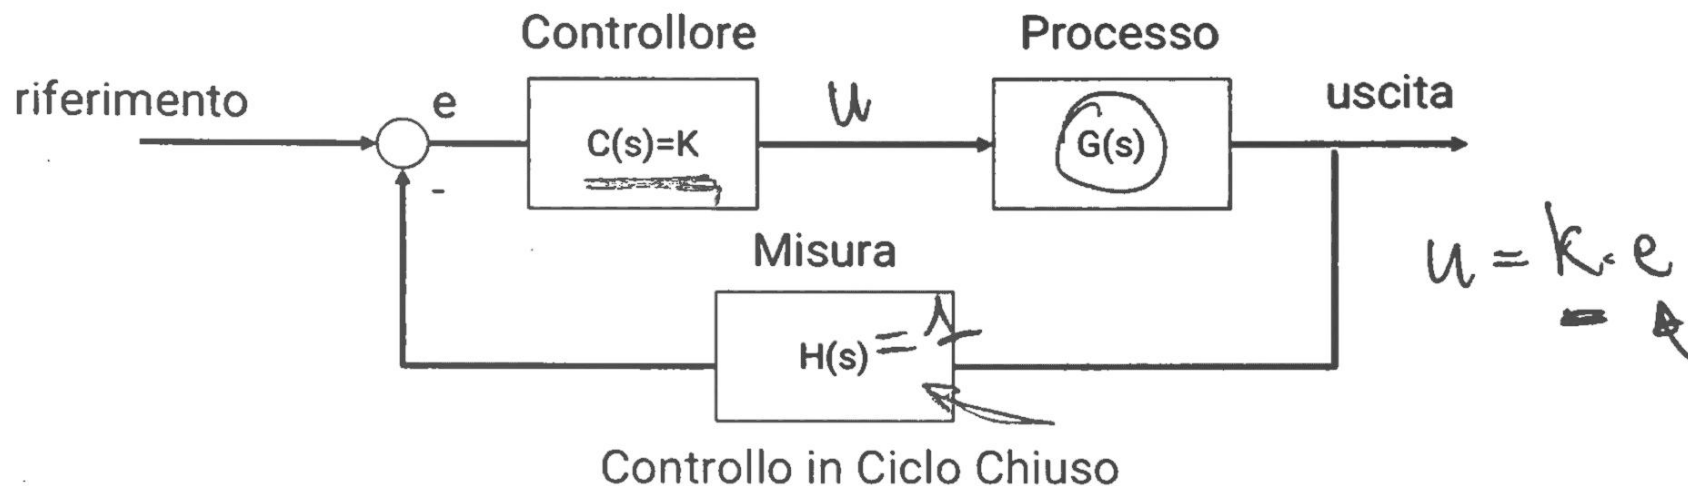 Controllore Processo
riferimento e u uscita
C(s)=K G(s)
-
Misura
u = k · e
H(s) = 1
Controllo in Ciclo Chiuso